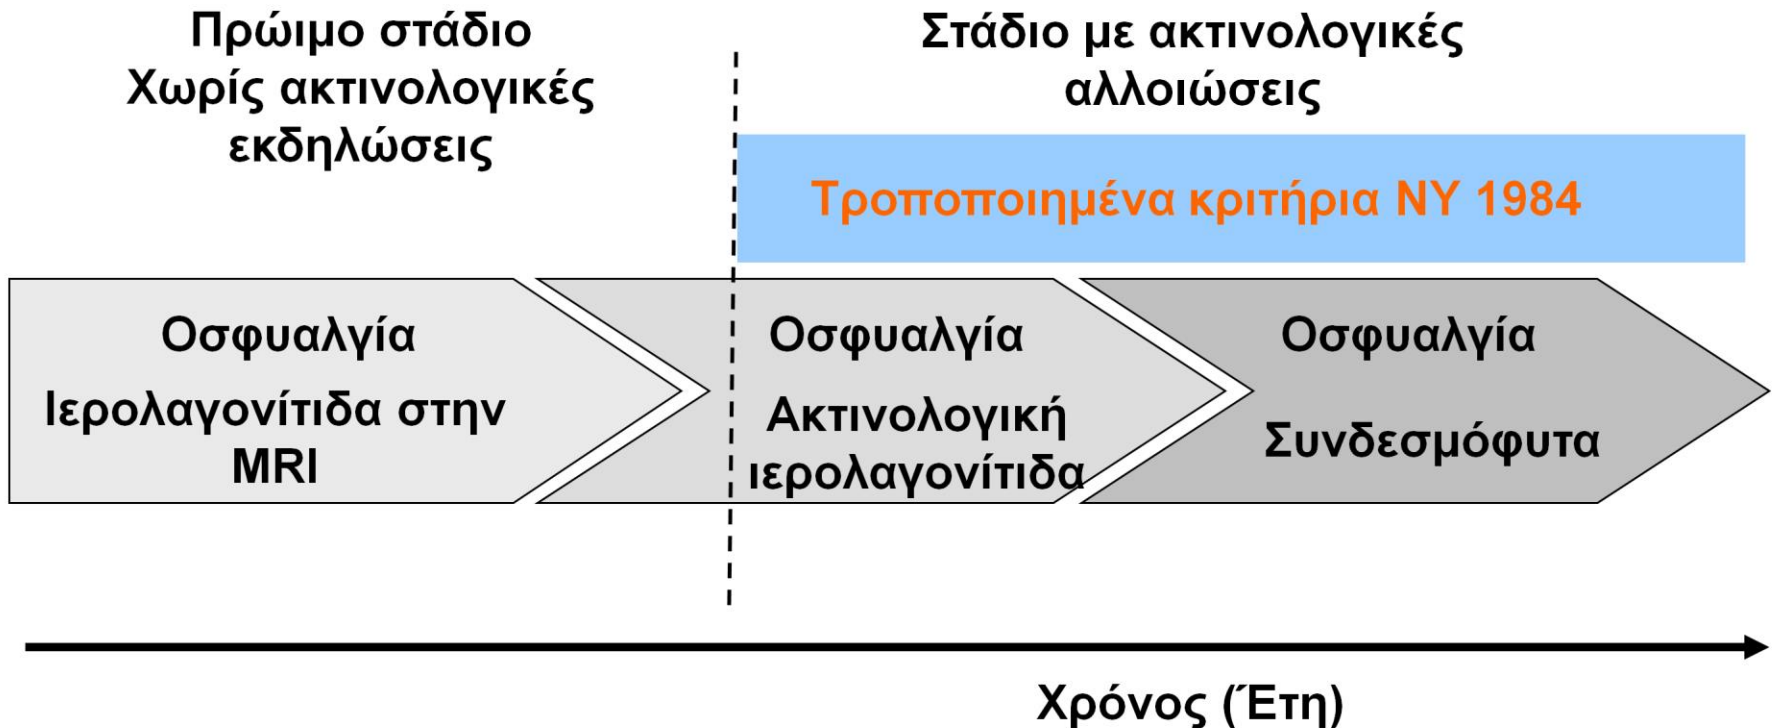 Πρώιμο στάδιο
Χωρίς ακτινολογικές
εκδηλώσεις
Στάδιο με ακτινολογικές
αλλοιώσεις
Τροποποιημένα κριτήρια ΝΥ 1984
Οσφυαλγία
Ιερολαγονίτιδα στην
MRI
Οσφυαλγία
Ακτινολογική
ιερολαγονίτιδα
Οσφυαλγία
Συνδεσμόφυτα
Χρόνος (Έτη)